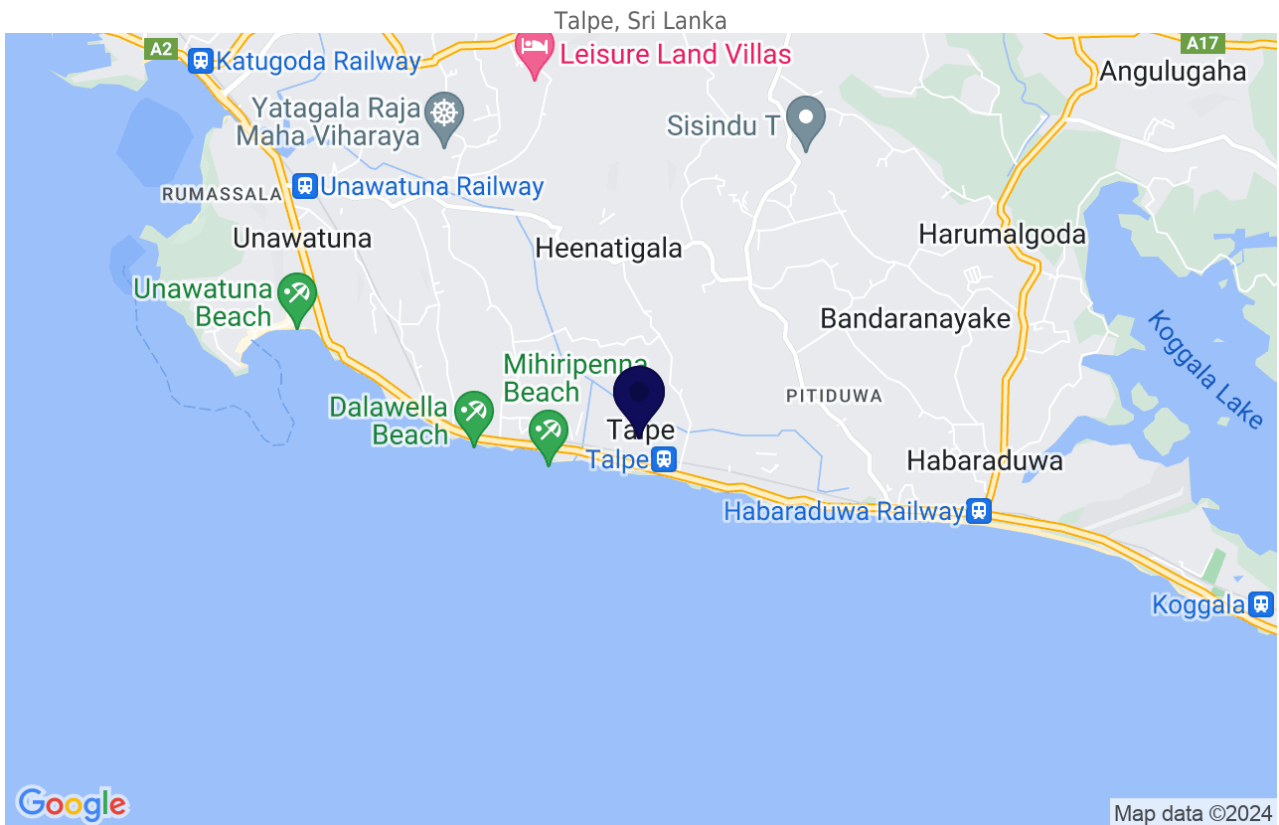 Talpe, Sri Lanka
A2
Katugoda Railway
Leisure Land Villas
A17
Angulugaha
Yatagala Raja
Maha Viharaya
Sisindu T
RUMASSALA
Unawatuna Railway
Unawatuna
Heenatigala
Harumalgoda
Unawatuna
Beach
Bandaranayake
Koggala Lake
Mihiripenna
Beach
Dalawella
Beach
PITIDUWA
Talpe
Talpe
Habaraduwa
Habaraduwa Railway
Koggala
Google
Map data ©2024